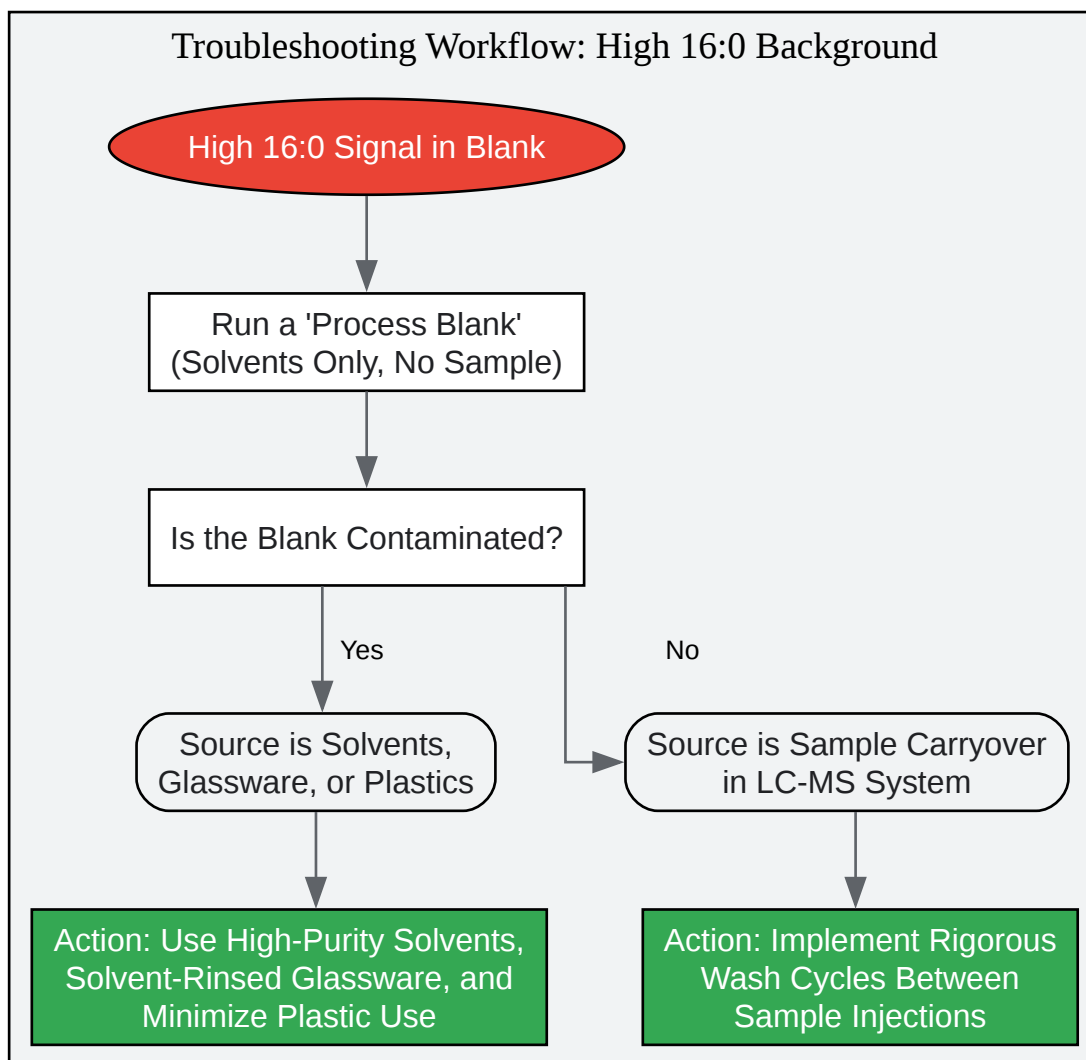 Troubleshooting Workflow: High 16:0 Background
High 16:0 Signal in Blank
Run a 'Process Blank'
(Solvents Only, No Sample)
Is the Blank Contaminated?
Yes
No
Source is Solvents,
Glassware, or Plastics
Source is Sample Carryover
in LC-MS System
Action: Use High-Purity Solvents,
Solvent-Rinsed Glassware, and
Minimize Plastic Use
Action: Implement Rigorous
Wash Cycles Between
Sample Injections